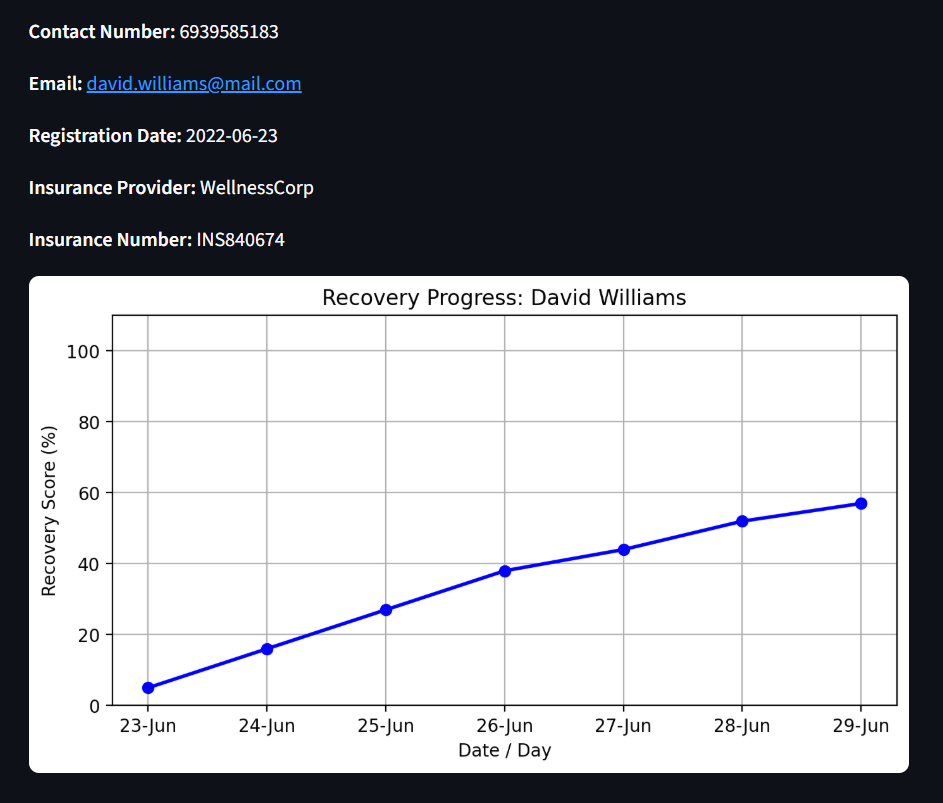 Contact Number: 6939585183
Email: david.williams@mail.com
Registration Date: 2022-06-23
Insurance Provider: WellnessCorp
Insurance Number: INS840674
Recovery Progress: David Williams
Recovery Score (%)
100
80
60
40
20
0
23-Jun 24-Jun 25-Jun 26-Jun 27-Jun 28-Jun 29-Jun
Date / Day